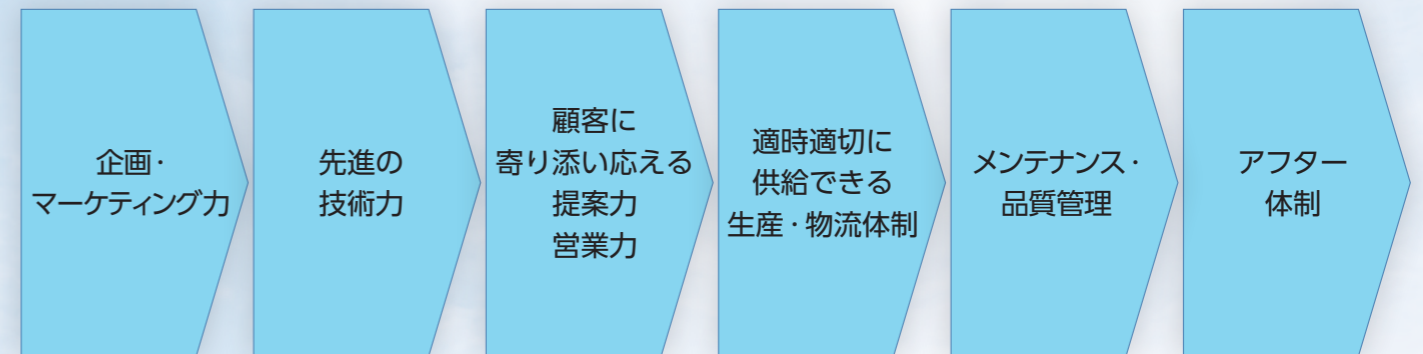 企画・
マーケティング力
先進の
技術力
顧客に
寄り添い応える
提案力
営業力
適時適切に
供給できる
生産・物流体制
メンテナンス・
品質管理
アフター
体制